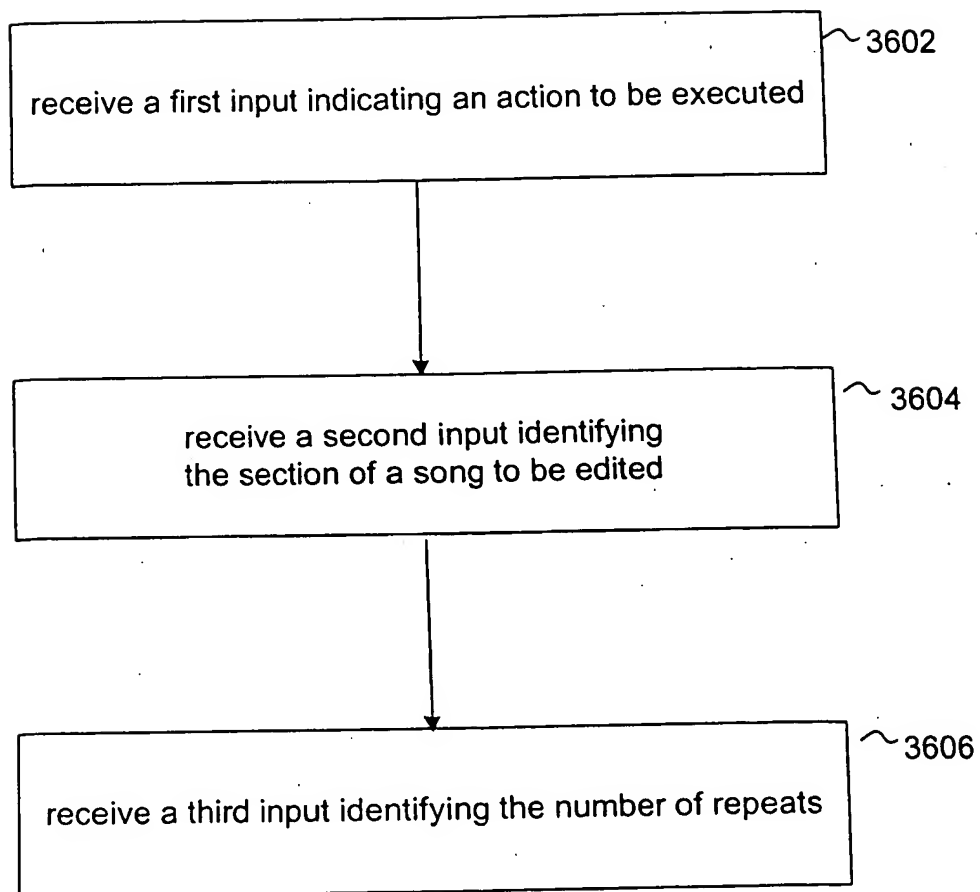 3602
receive a first input indicating an action to be executed
3604
receive a second input identifying
the section of a song to be edited
3606
receive a third input identifying the number of repeats